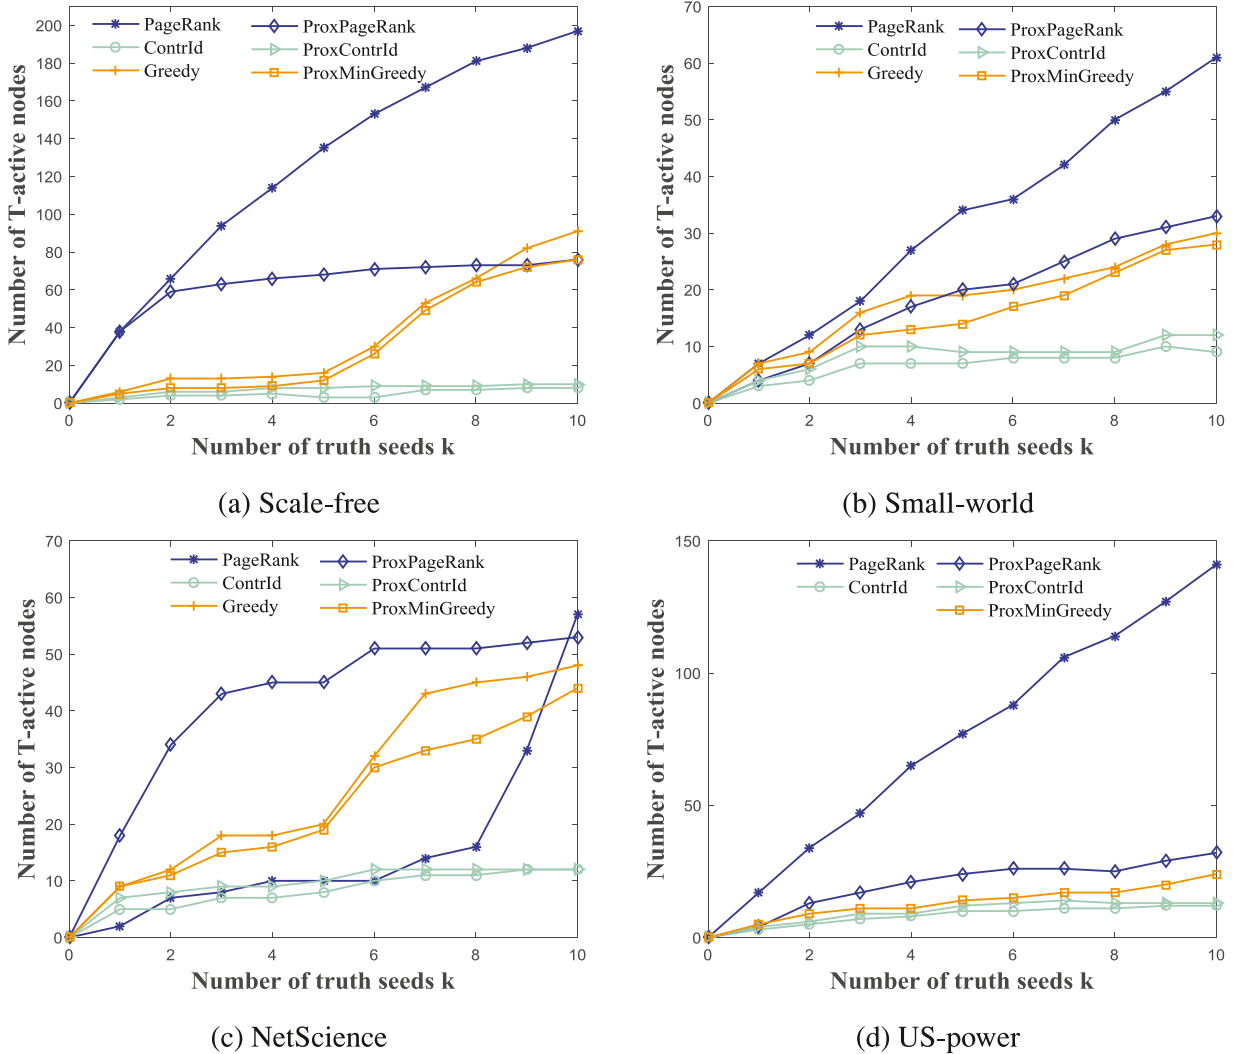 PageRank ProxPageRank
ContrId ProxContrId
Greedy ProxMinGreedy
Number of T-active nodes
200
180
160
140
120
100
80
60
40
20
0
0 2 4 6 8 10
Number of truth seeds k
(a) Scale-free
PageRank ProxPageRank
ContrId ProxContrId
Greedy ProxMinGreedy
Number of T-active nodes
70
60
50
40
30
20
10
0
0 2 4 6 8 10
Number of truth seeds k
(b) Small-world
PageRank ProxPageRank
ContrId ProxContrId
Greedy ProxMinGreedy
Number of T-active nodes
70
60
50
40
30
20
10
0
0 2 4 6 8 10
Number of truth seeds k
(c) NetScience
PageRank ProxPageRank
ContrId ProxContrId
ProxMinGreedy
Number of T-active nodes
150
100
50
0
0 2 4 6 8 10
Number of truth seeds k
(d) US-power